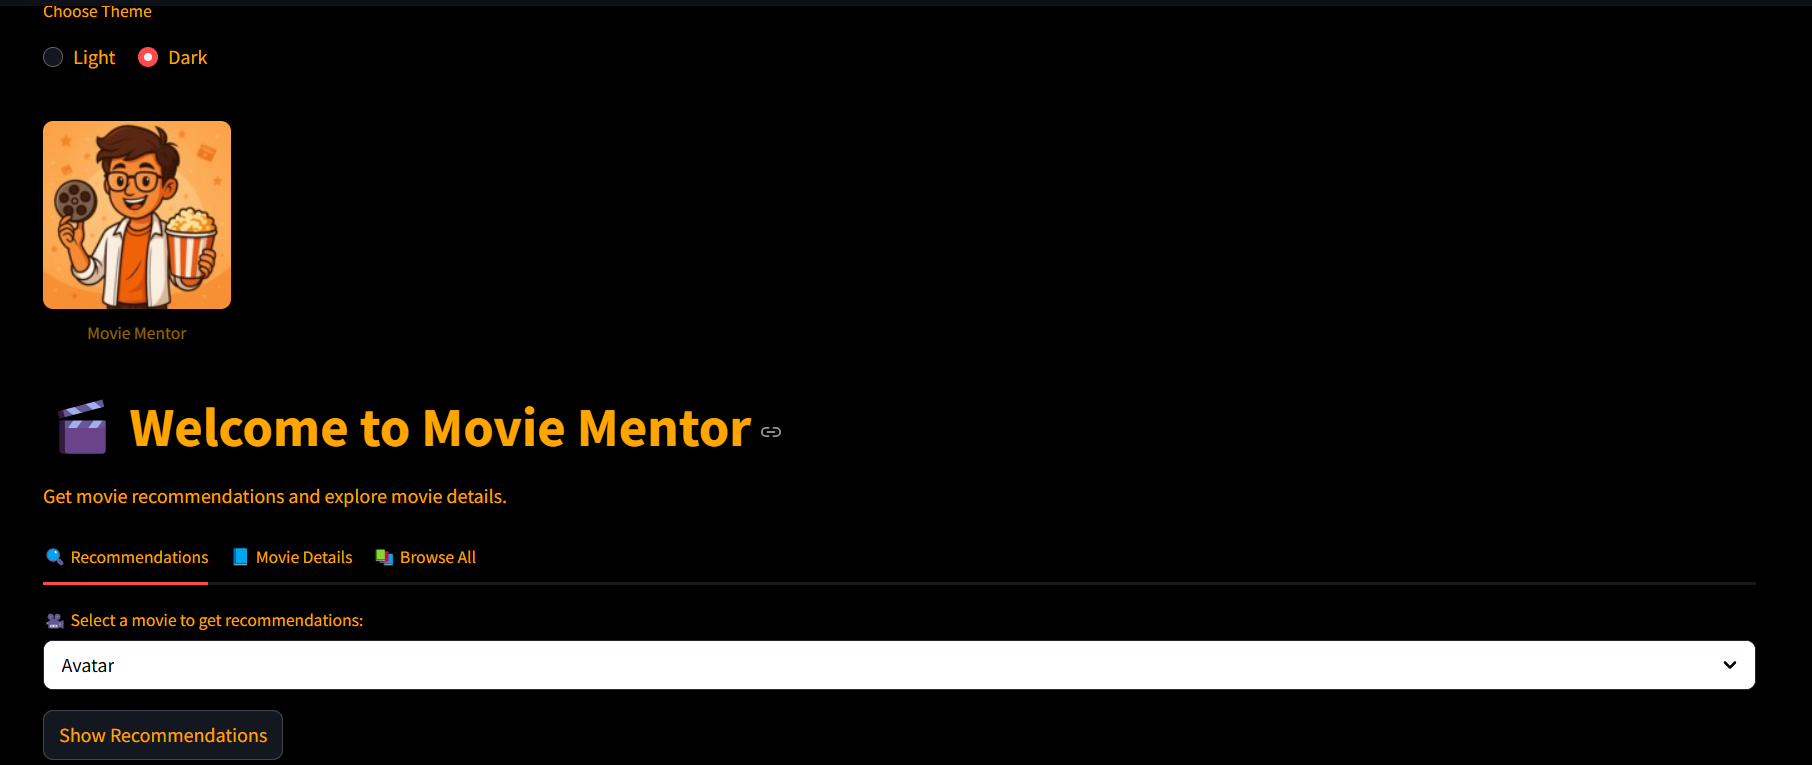 Choose Theme
Light Dark
Movie Mentor
Welcome to Movie Mentor
Get movie recommendations and explore movie details.
Recommendations Movie Details Browse All
Select a movie to get recommendations:
Avatar
Show Recommendations